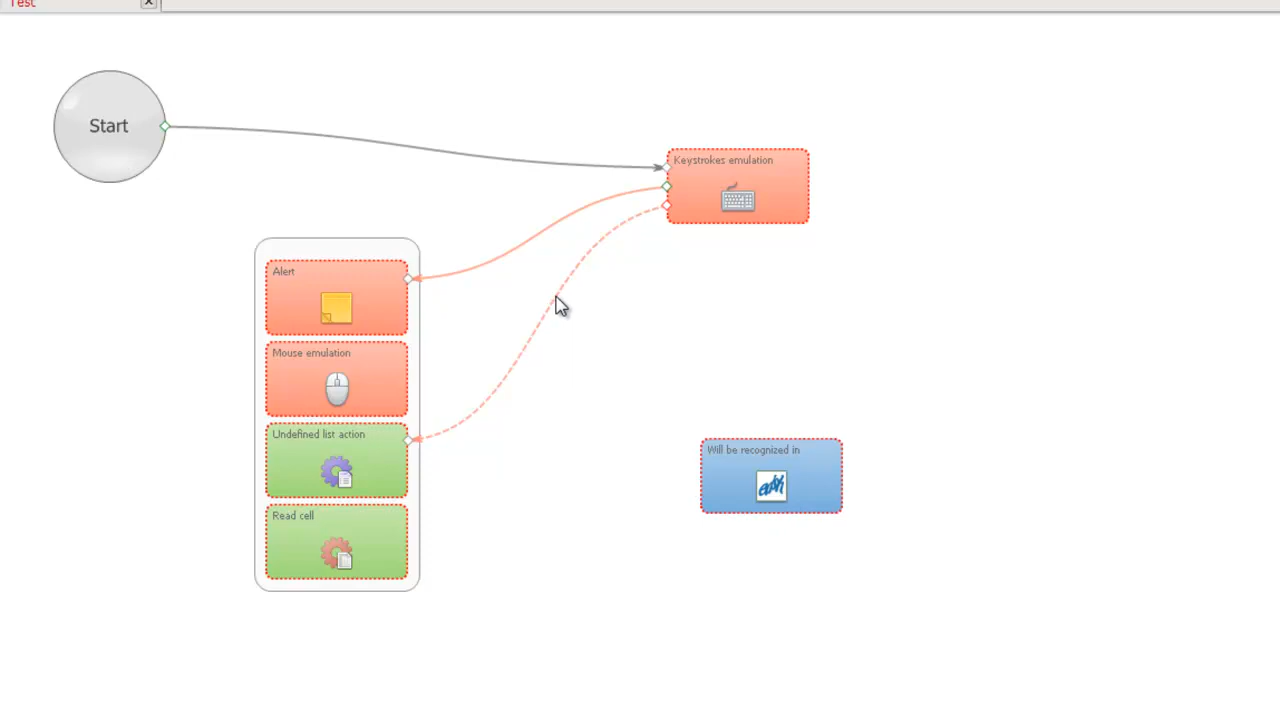 Test
Start
Keystrokes emulation
Alert
Mouse emulation
Undefined list action
Will be recognized in
Read cell